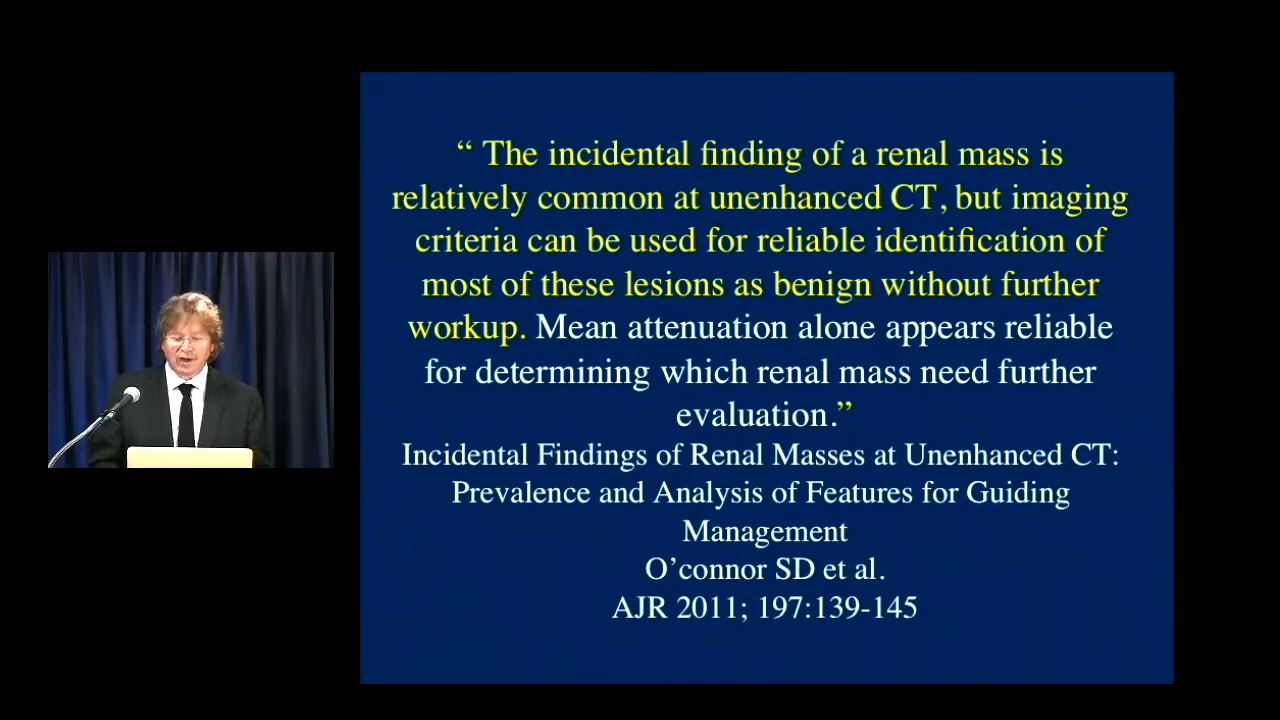 “ The incidental finding of a renal mass is
relatively common at unenhanced CT, but imaging
criteria can be used for reliable identification of
most of these lesions as benign without further
workup. Mean attenuation alone appears reliable
for determining which renal mass need further
evaluation.”
Incidental Findings of Renal Masses at Unenhanced CT:
Prevalence and Analysis of Features for Guiding
Management
O’connor SD et al.
AJR 2011; 197:139-145